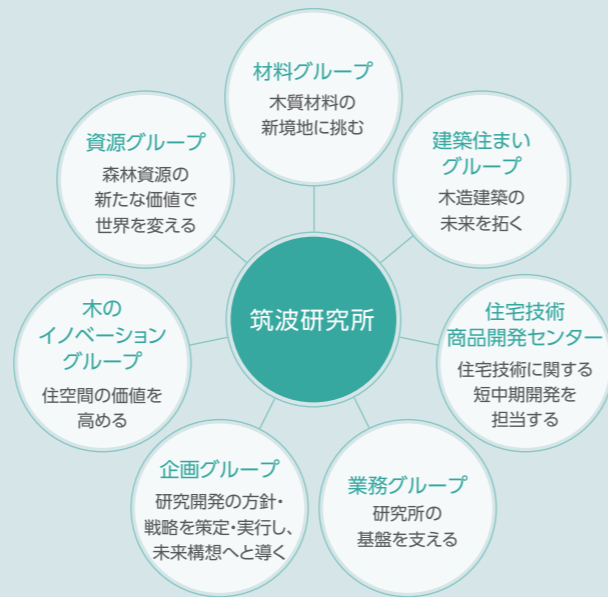 材料グループ
木質材料の
新境地に挑む
建築住まい
グループ
木造建築の
未来を拓く
住宅技術
商品開発センター
住宅技術に関する
短中期開発を
担当する
業務グループ
研究所の
基盤を支える
企画グループ
研究開発の方針・
戦略を策定・実行し、
未来構想へと導く
木の
イノベーション
グループ
住空間の価値を
高める
資源グループ
森林資源の
新たな価値で
世界を変える
筑波研究所